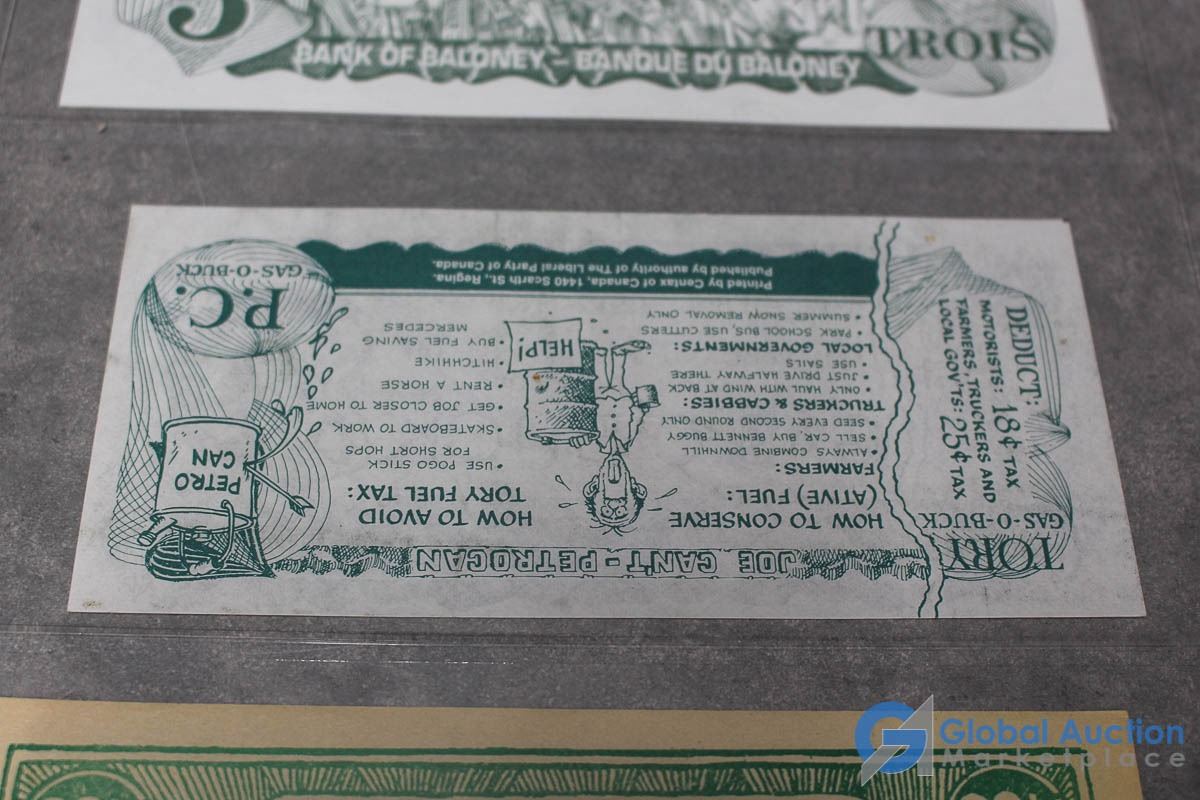 3
TROIS
BANK OF BALONEY - BANQUE DU BALONEY
TORY
GAS-O-BUCK
DEDUCT:
MOTORISTS: 18¢ TAX
FARMERS, TRUCKERS AND
LOCAL GOV'TS: 25¢ TAX
JOE CAN'T - PETROCAN
HOW TO CONSERVE
(ATIVE) FUEL:
FARMERS:
• ALWAYS COMBINE DOWNHILL
• SELL CAR, BUY BENNETT BUGGY
• SEED EVERY SECOND ROUND ONLY
TRUCKERS & CABBIES:
• ONLY HAUL WITH WIND AT BACK
• JUST DRIVE HALFWAY THERE
• USE SAILS
LOCAL GOVERNMENTS:
• PARK SCHOOL BUS, USE CUTTERS
• SUMMER SNOW REMOVAL ONLY
HELP!
HOW TO AVOID
TORY FUEL TAX:
• USE POGO STICK
FOR SHORT HOPS
• SKATEBOARD TO WORK
• GET JOB CLOSER TO HOME
• RENT A HORSE
• HITCHHIKE
• BUY FUEL SAVING
MERCEDES
PETRO
CAN
P.C.
GAS-O-BUCK
Published by authority of The Liberal Party of Canada.
Printed by Centax of Canada, 1440 Scarth St., Regina.
Global Auction
Marketplace